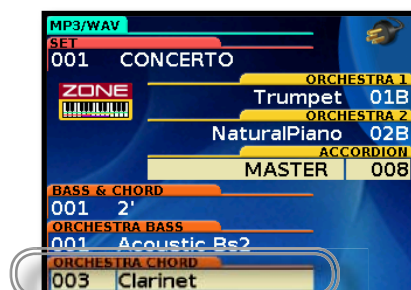 MP3/WAV
SET
001 CONCERTO
ZONE
ORCHESTRA 1
Trumpet 01B
ORCHESTRA 2
NaturalPiano 02B
ACCORDION
MASTER 008
BASS & CHORD
001 2'
ORCHESTRA BASS
001 Acoustic Bs2
ORCHESTRA CHORD
003 Clarinet